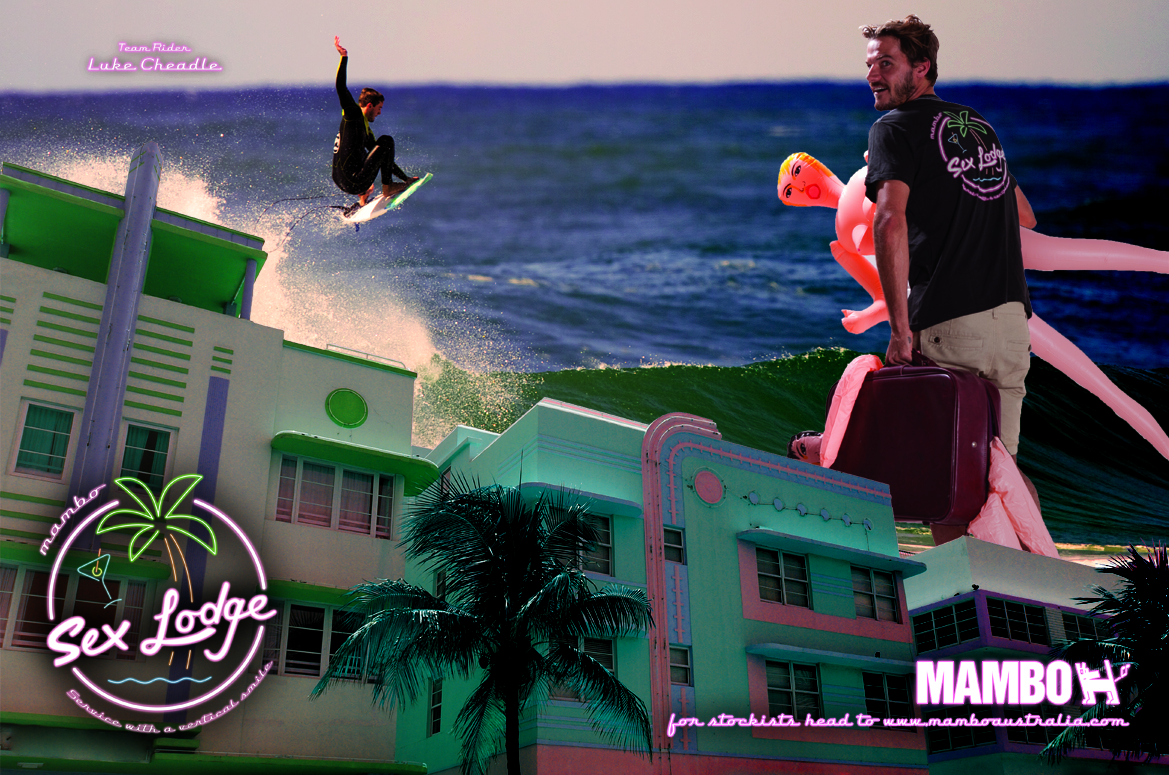 Team Rider
Luke Cheadle
mambo
Sex Lodge
mambo
Sex Lodge
Service with a vertical smile
MAMBO
for stockists head to www.mamboaustralia.com